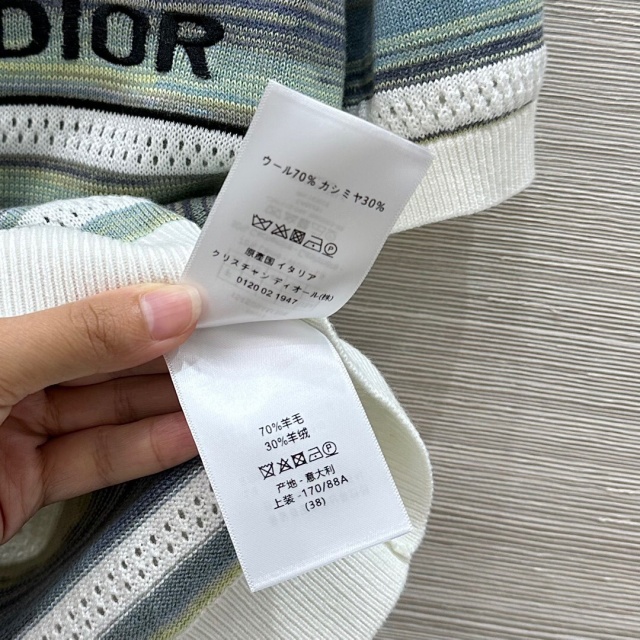 DIOR
ウール70% カシミヤ30%
P
原産国 イタリア
クリスチャン ディオール(株)
0120 02 1947
70%羊毛
30%羊绒
P
产地 - 意大利
上装 -170/88A
(38)